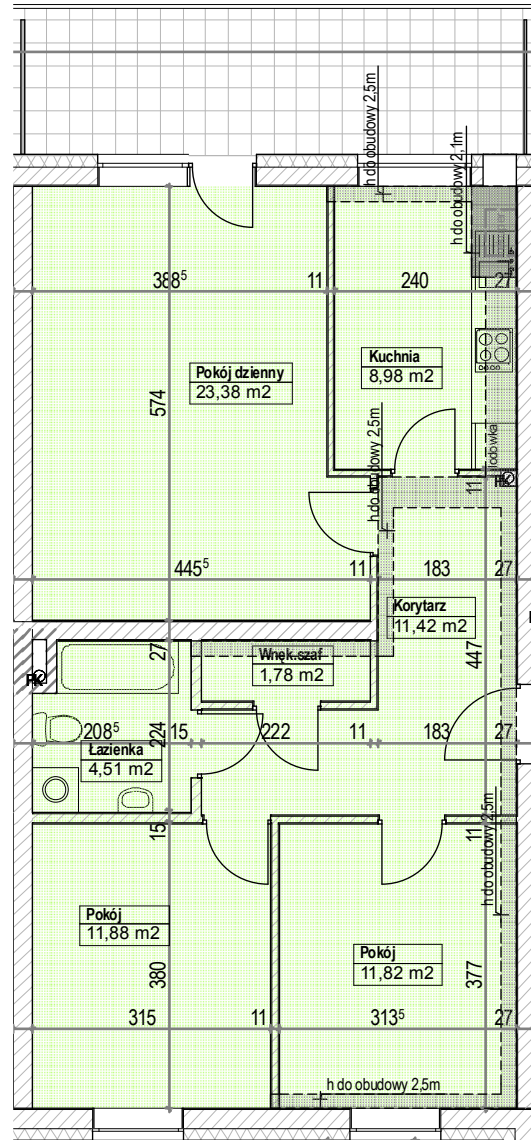 h do obudowy 2,5m
h do obudowy 2,1m
388⁵ 11 240 27
Kuchnia
8,98 m2
Pokój dzienny
23,38 m2
574
lodówka
h do obudowy 2,5m
11
445⁵ 11 183 27
Korytarz
11,42 m2
27
Wnęk.szaf
1,78 m2
447
208⁵ 15 222 11 183 27
224
Łazienka
4,51 m2
15
11
h do obudowy 2,5m
Pokój
11,88 m2
Pokój
11,82 m2
380
377
315 11 313⁵ 27
h do obudowy 2,5m